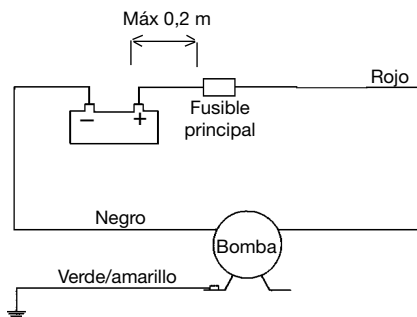 Máx 0,2 m
Rojo
− +
Fusible
principal
Negro
Bomba
Verde/amarillo